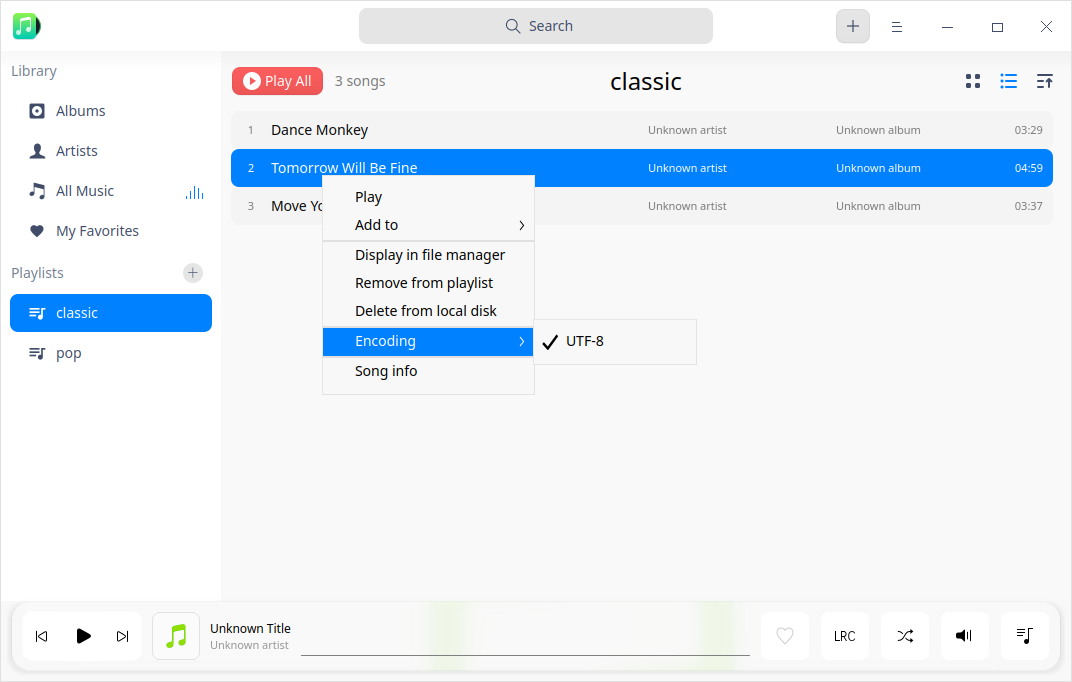 Search
Library
Albums
Artists
All Music
My Favorites
Playlists
classic
pop
Play All
3 songs
classic
1 Dance Monkey Unknown artist Unknown album 03:29
2 Tomorrow Will Be Fine Unknown artist Unknown album 04:59
3 Move Unknown artist Unknown album 03:37
Play
Add to
Display in file manager
Remove from playlist
Delete from local disk
Encoding
UTF-8
Song info
Unknown Title
Unknown artist
LRC